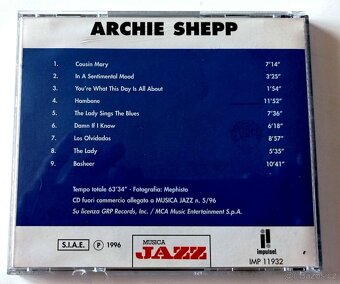 ARCHIE SHEPP
1. Cousin Mary 7'14"
2. In A Sentimental Mood 3'25"
3. You're What This Day Is All About 1'54"
4. Hambone 11'52"
5. The Lady Sings The Blues 7'36"
6. Damn If I Know 6'18"
7. Los Olvidados 8'57"
8. The Lady 5'35"
9. Basheer 10'41"
Tempo totale 63'34" - Fotografia: Mephisto
CD fuori commercio allegato a MUSICA JAZZ n. 5/96
Su licenza GRP Records, Inc. / MCA Music Entertainment S.p.A.
S.I.A.E. ℗ 1996
MUSICA
JAZZ
impulse!
IMP 11932